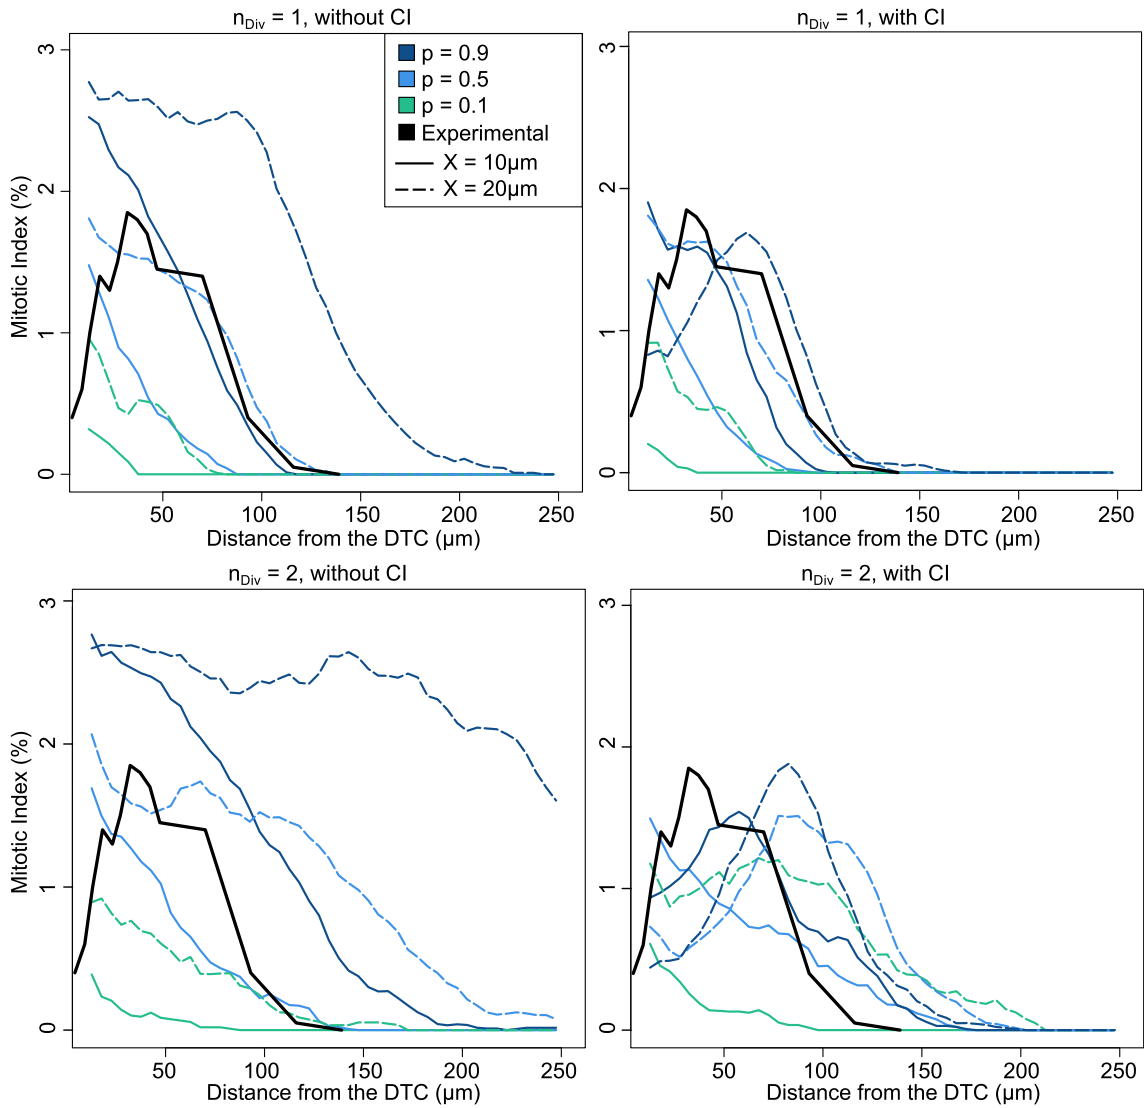 n_Div = 1, without CI
n_Div = 1, with CI
Mitotic Index (%)
3
2
1
0
p = 0.9
p = 0.5
p = 0.1
Experimental
X = 10µm
X = 20µm
50 100 150 200 250
Distance from the DTC (µm)
3
2
1
0
50 100 150 200 250
Distance from the DTC (µm)
n_Div = 2, without CI
n_Div = 2, with CI
Mitotic Index (%)
3
2
1
0
50 100 150 200 250
Distance from the DTC (µm)
3
2
1
0
50 100 150 200 250
Distance from the DTC (µm)